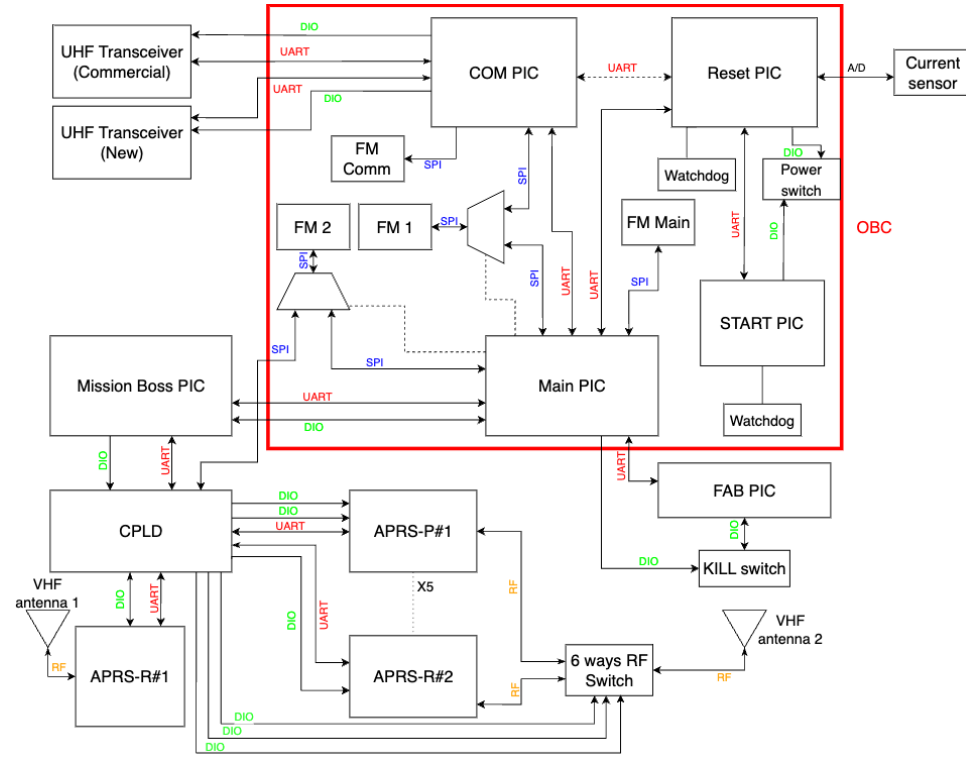 DIO
UHF Transceiver
(Commercial)
UART
UART
DIO
UHF Transceiver
(New)
COM PIC
UART
Reset PIC
A/D
Current
sensor
FM
Comm
SPI
SPI
Watchdog
DIO
Power
switch
FM 2
FM 1
SPI
FM Main
OBC
SPI
SPI
UART
UART
SPI
UART
DIO
START PIC
SPI
SPI
Mission Boss PIC
Main PIC
UART
DIO
Watchdog
DIO
UART
UART
FAB PIC
CPLD
DIO
DIO
UART
APRS-P#1
DIO
DIO
KILL switch
VHF
antenna 1
DIO
UART
X5
RF
DIO
UART
VHF
antenna 2
RF
APRS-R#1
APRS-R#2
RF
6 ways RF
Switch
RF
DIO
DIO
DIO